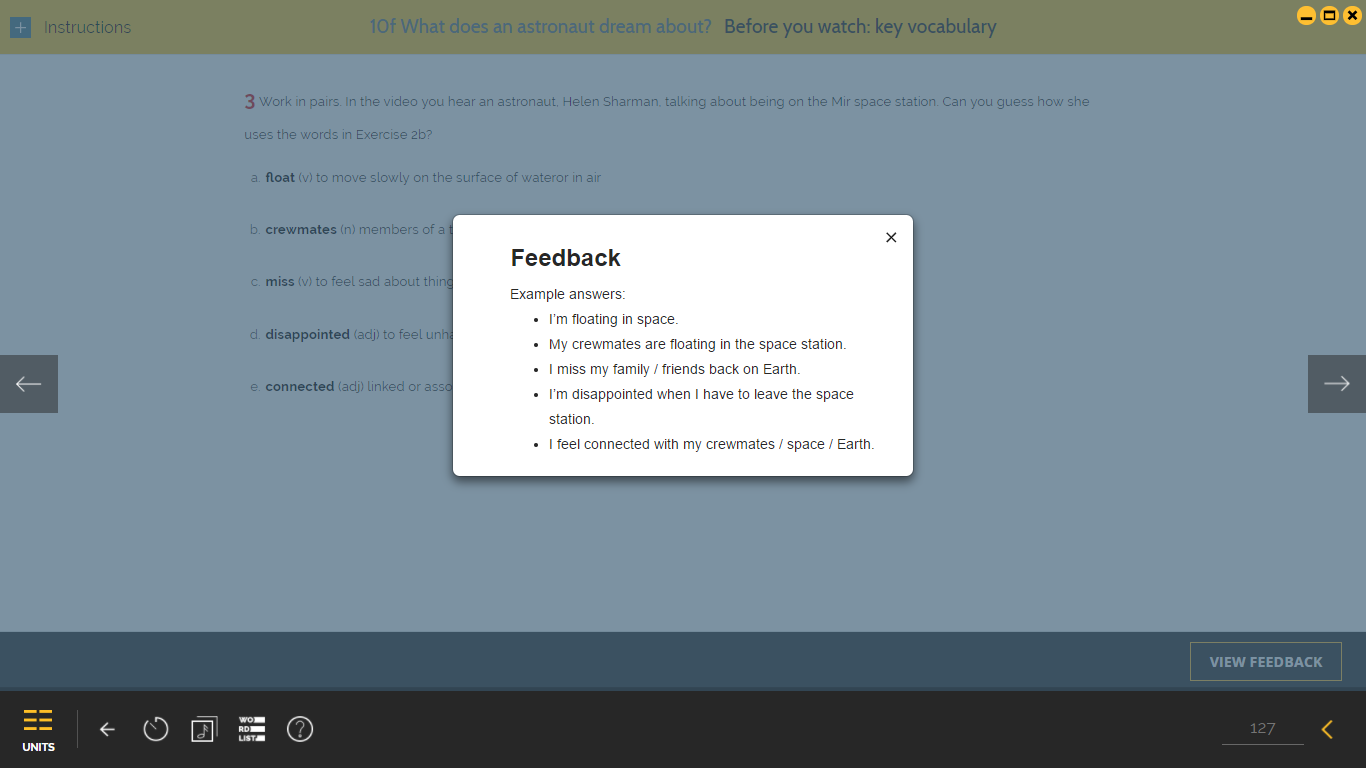 Instructions
10f What does an astronaut dream about? Before you watch: key vocabulary
3 Work in pairs. In the video you hear an astronaut, Helen Sharman, talking about being on the Mir space station. Can you guess how she
uses the words in Exercise 2b?
a. float (v) to move slowly on the surface of wateror in air
b. crewmates (n) members of a
c. miss (v) to feel sad about thing
d. disappointed (adj) to feel unha
e. connected (adj) linked or asso
Feedback
Example answers:
• I'm floating in space.
• My crewmates are floating in the space station.
• I miss my family / friends back on Earth.
• I'm disappointed when I have to leave the space
station.
• I feel connected with my crewmates / space / Earth.
VIEW FEEDBACK
UNITS
WO
RD
LIST
?
127